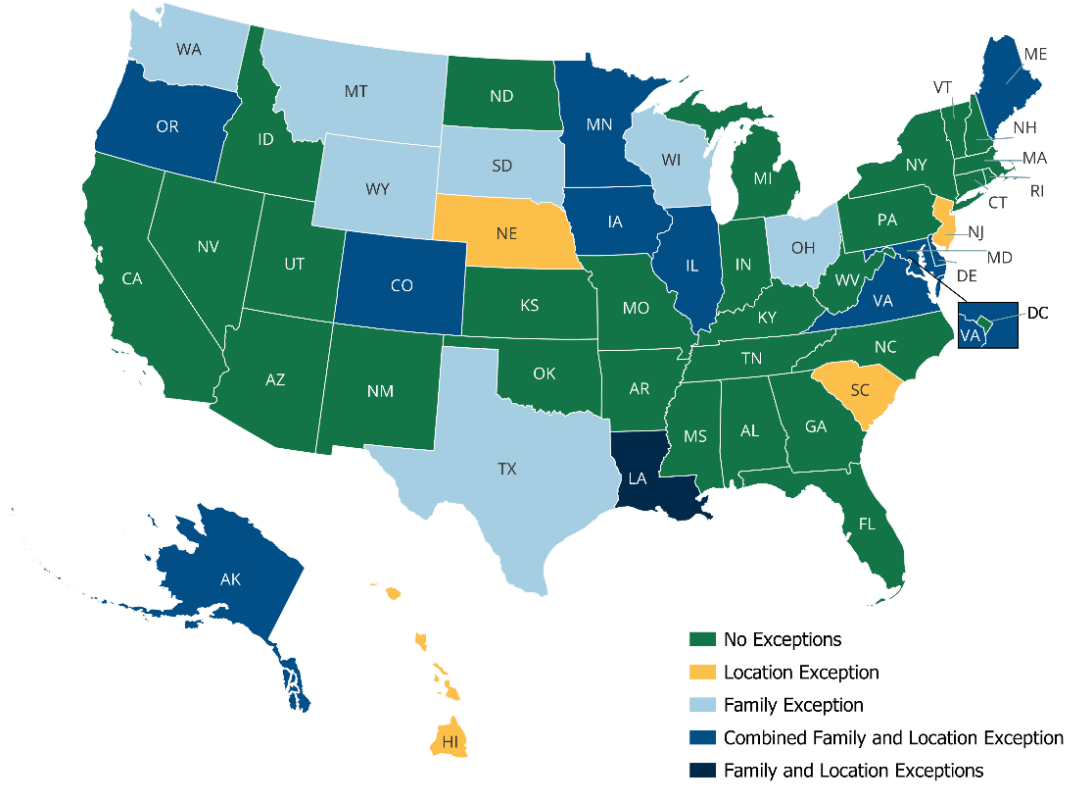 WA
MT
ND
ME
VT
OR
ID
MN
NH
WI
NY
MA
SD
MI
RI
WY
CT
IA
PA
NE
NJ
NV
OH
MD
UT
IL
IN
DE
CA
CO
WV
VA
DC
KS
MO
KY
VA
NC
TN
AZ
OK
NM
AR
SC
MS
AL
GA
TX
LA
FL
AK
HI
No Exceptions
Location Exception
Family Exception
Combined Family and Location Exception
Family and Location Exceptions